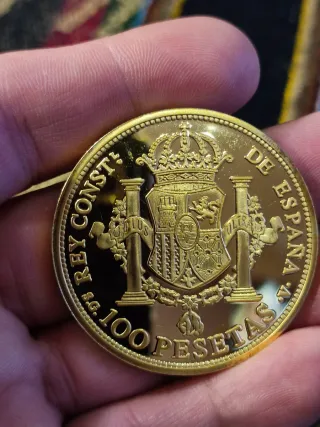 REY CONST.
DE ESPAÑA
S.G. 100 PESETAS